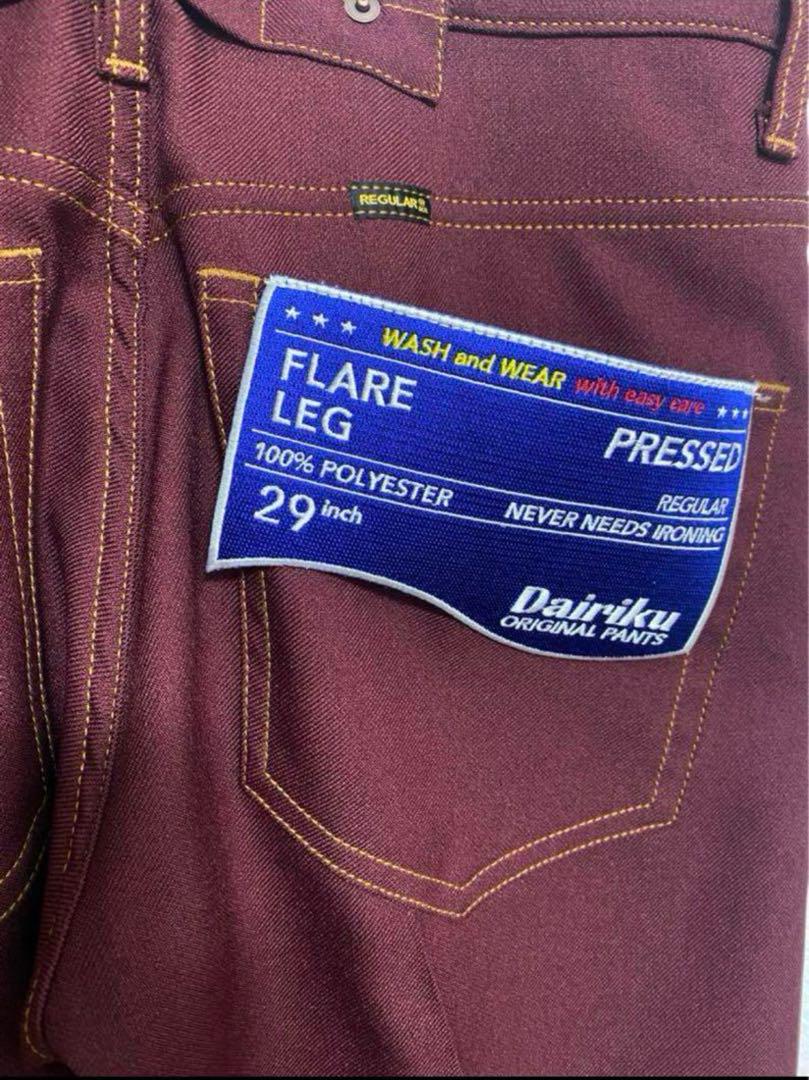 REGULAR
★ ★ ★ WASH and WEAR with easy care ★ ★ ★
FLARE
LEG
PRESSED
100% POLYESTER
REGULAR
29 inch
NEVER NEEDS IRONING
Dairiku
ORIGINAL PANTS